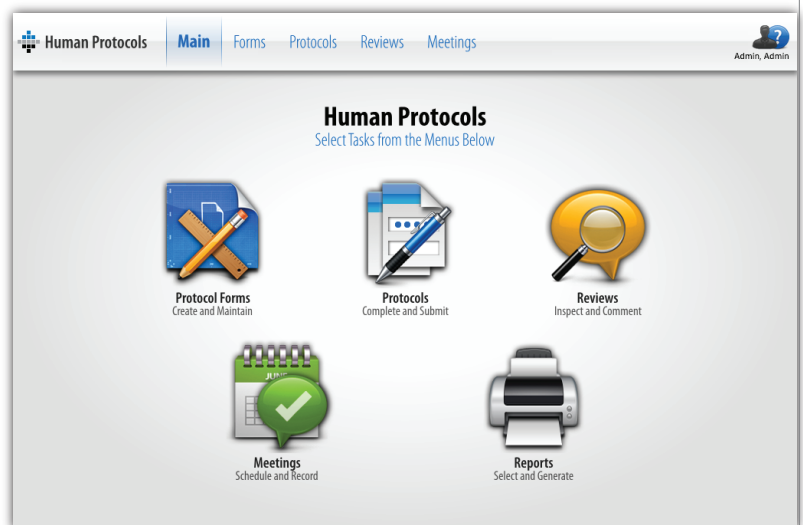 Human Protocols
Main
Forms
Protocols
Reviews
Meetings
Admin, Admin
Human Protocols
Select Tasks from the Menus Below
Protocol Forms
Create and Maintain
Protocols
Complete and Submit
Reviews
Inspect and Comment
JUNE
Meetings
Schedule and Record
Reports
Select and Generate